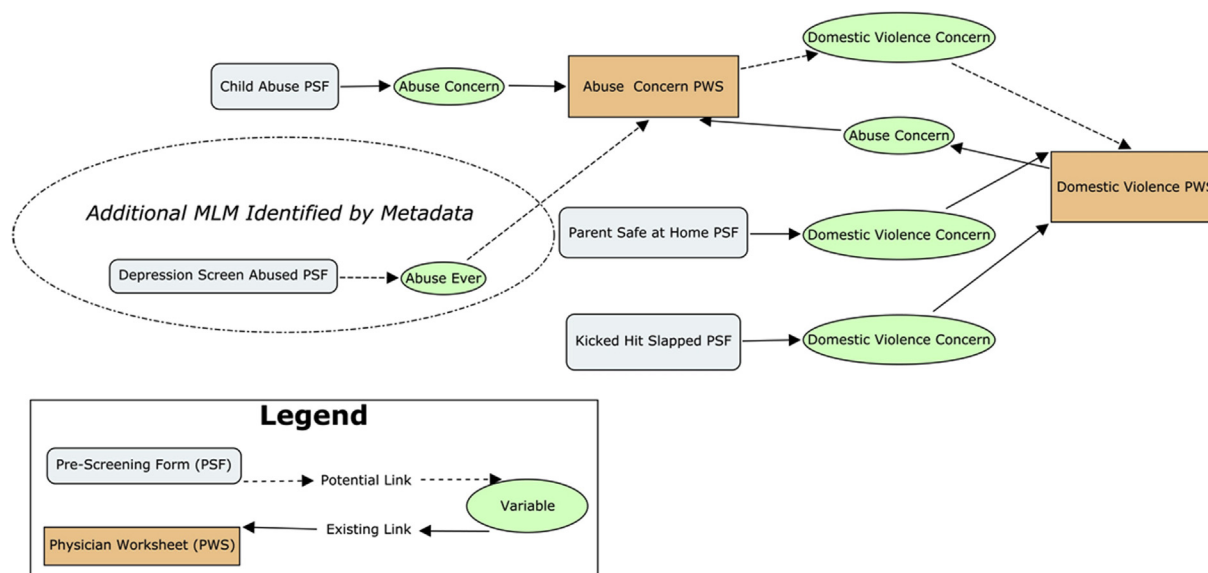 Domestic Violence Concern
Child Abuse PSF
Abuse Concern
Abuse  Concern PWS
Abuse Concern
Domestic Violence PWS
Additional MLM Identified by Metadata
Parent Safe at Home PSF
Domestic Violence Concern
Depression Screen Abused PSF
Abuse Ever
Kicked Hit Slapped PSF
Domestic Violence Concern
Legend
Pre-Screening Form (PSF)
Potential Link
Variable
Existing Link
Physician Worksheet (PWS)